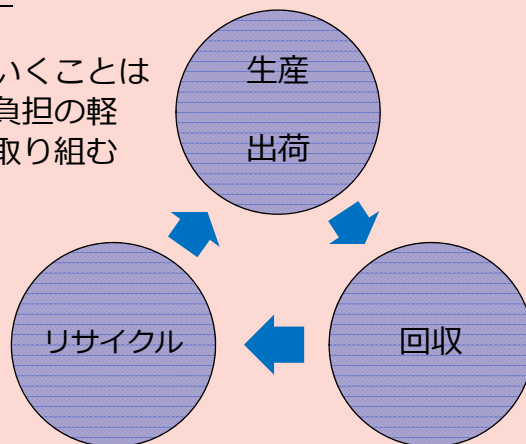 いくことは
負担の軽
取り組む
生産
出荷
リサイクル
回収